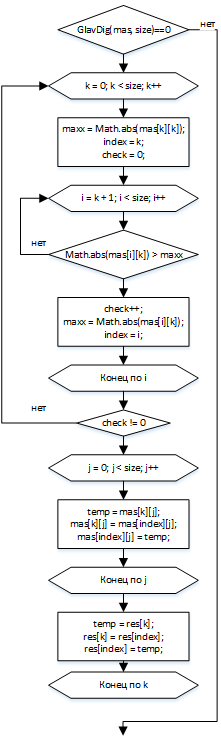 GlavDig(mas, size)==0
нет
k = 0; k < size; k++
maxx = Math.abs(mas[k][k]);
index = k;
check = 0;
i = k + 1; i < size; i++
нет
Math.abs(mas[i][k]) > maxx
check++;
maxx = Math.abs(mas[i][k]);
index = i;
Конец по i
нет
check != 0
j = 0; j < size; j++
temp = mas[k][j];
mas[k][j] = mas[index][j];
mas[index][j] = temp;
Конец по j
temp = res[k];
res[k] = res[index];
res[index] = temp;
Конец по k